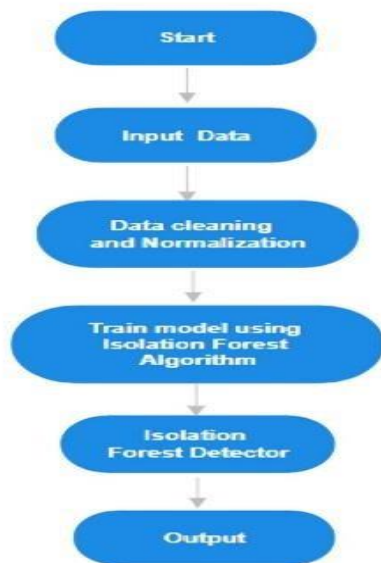 Start
Input Data
Data cleaning
and Normalization
Train model using
Isolation Forest
Algorithm
Isolation
Forest Detector
Output